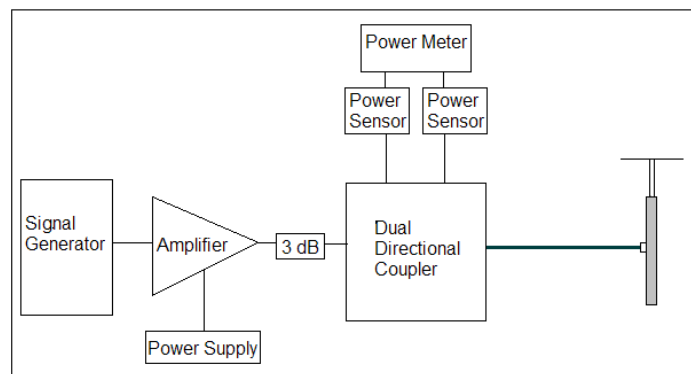 Power Meter
Power
Sensor
Power
Sensor
Signal
Generator
Amplifier
3 dB
Dual
Directional
Coupler
Power Supply